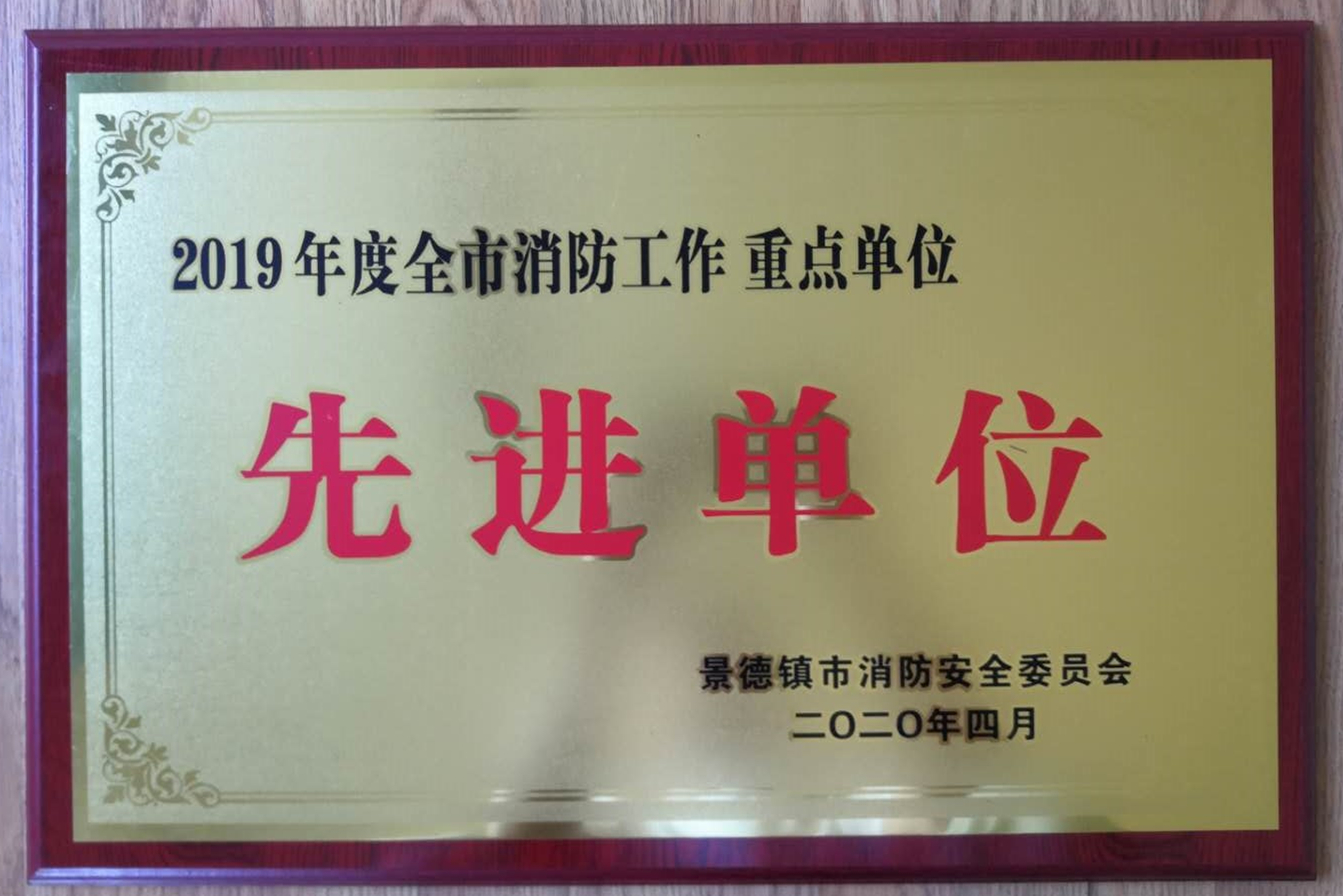 2019年度全市消防工作 重点单位
先进单位
景德镇市消防安全委员会
二〇二〇年四月